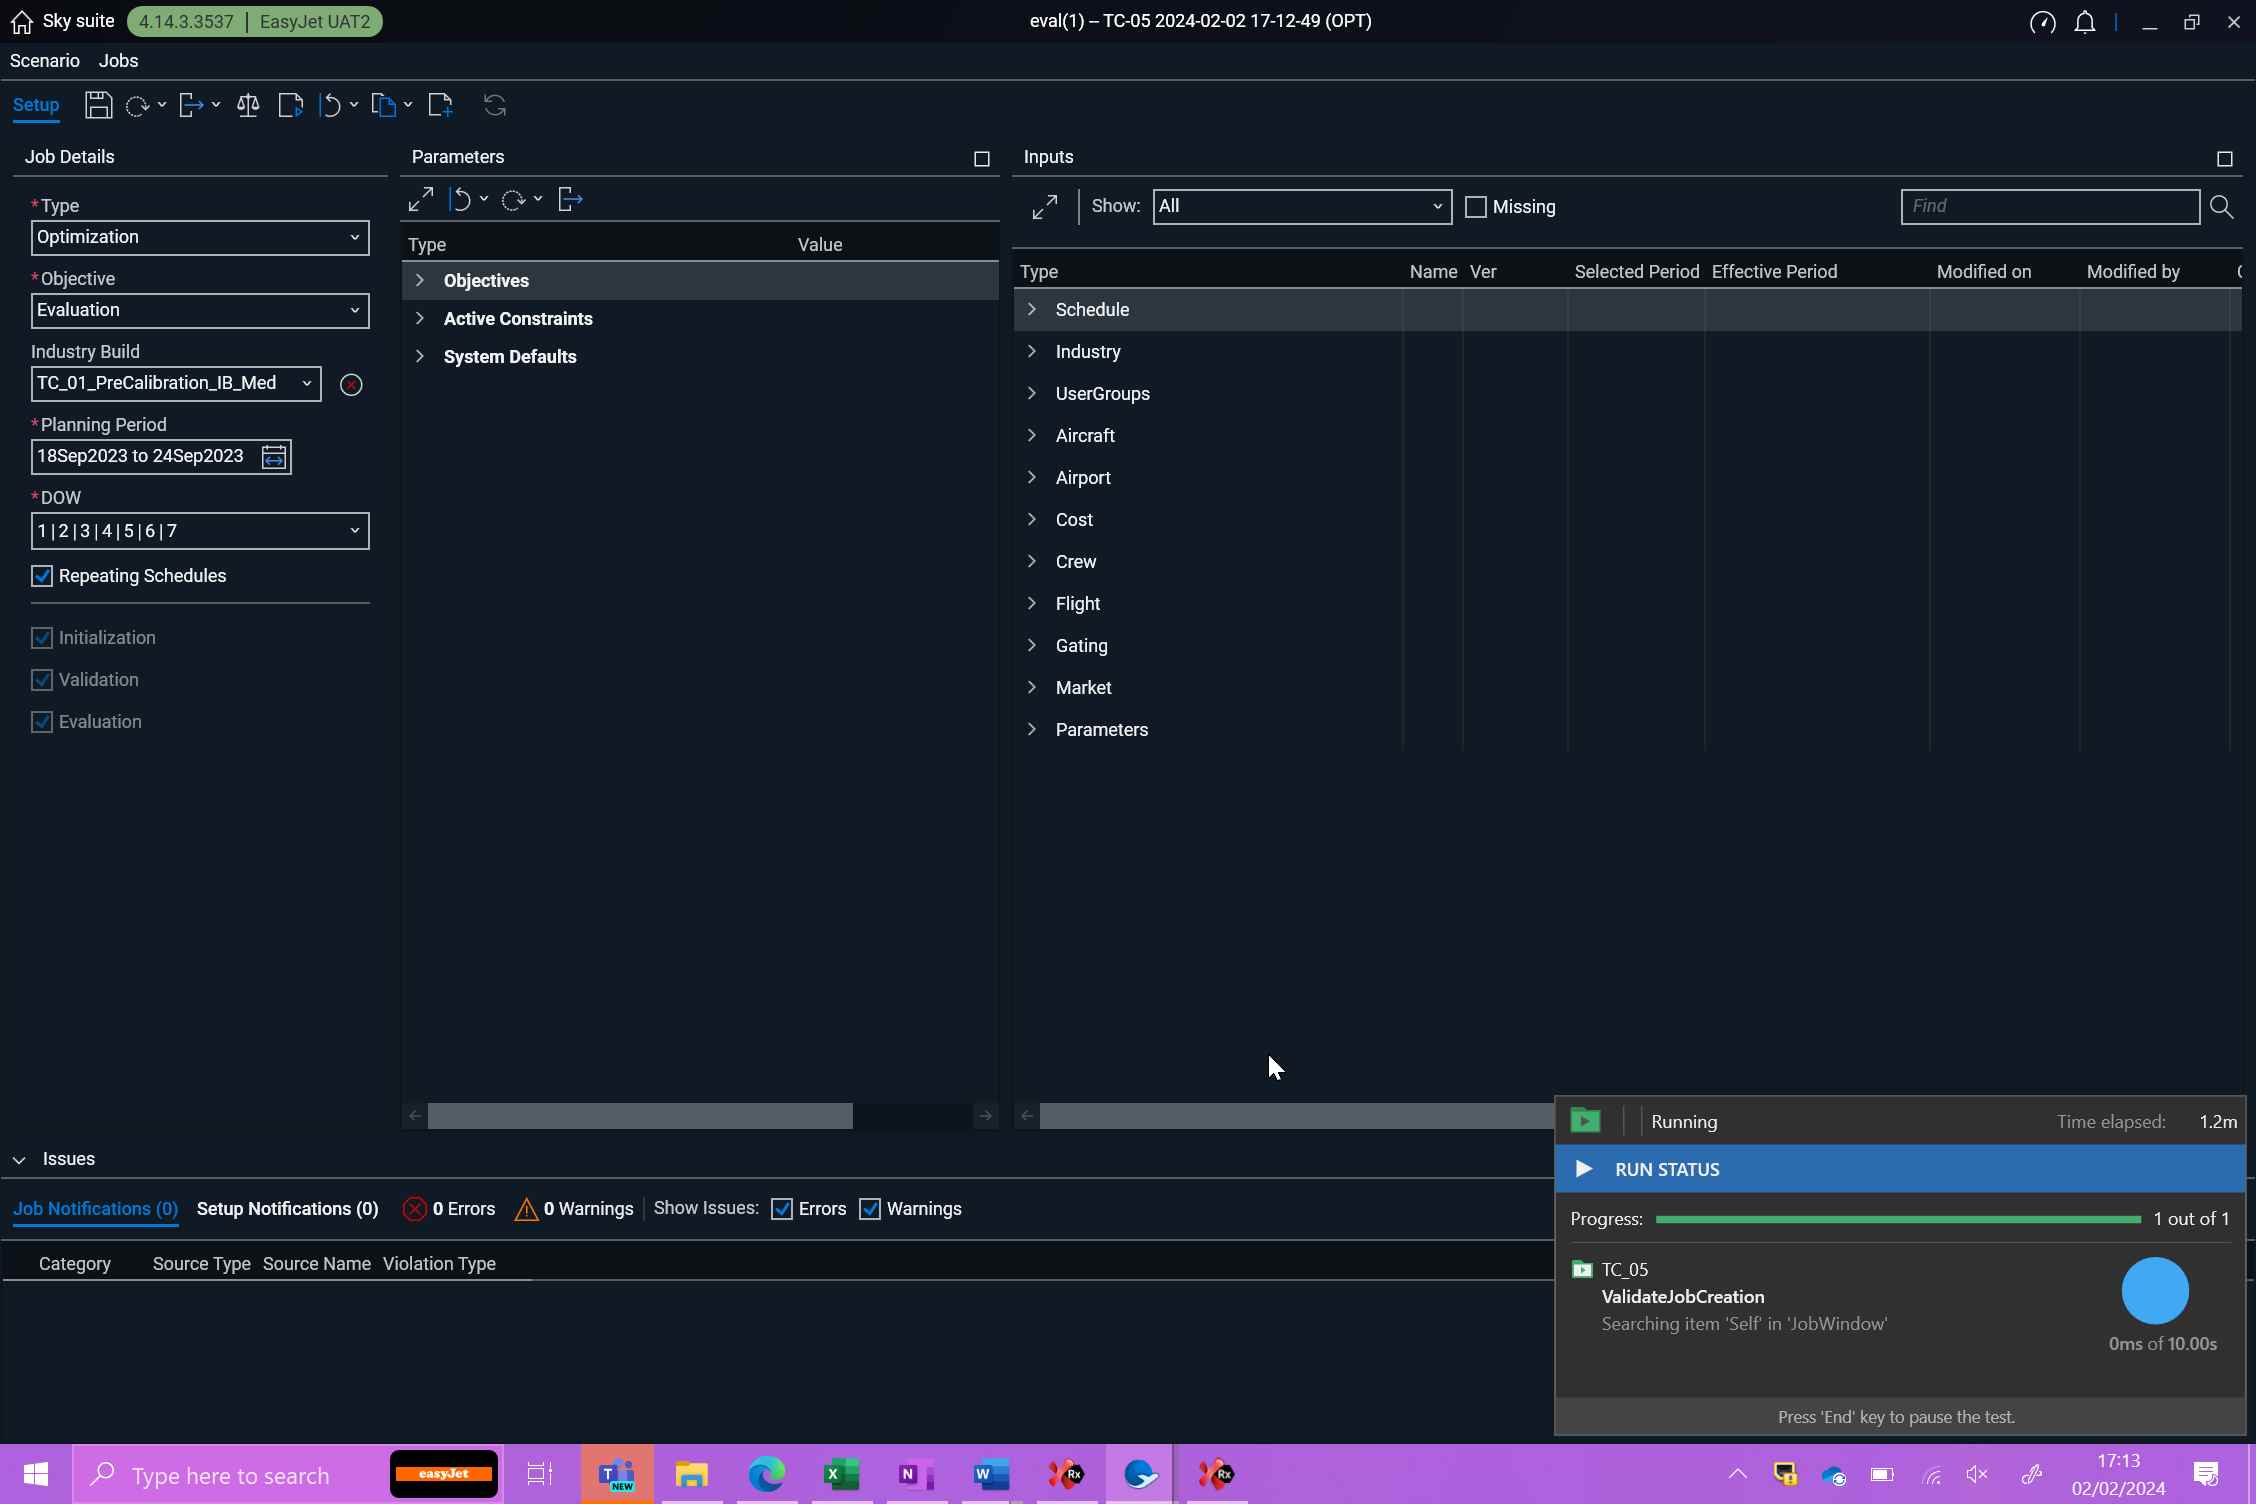 Sky suite 4.14.3.3537 | EasyJet UAT2 eval(1) – TC-05 2024-02-02 17-12-49 (OPT)
Scenario Jobs
Setup
Job Details
*Type
Optimization
*Objective
Evaluation
Industry Build
TC_01_PreCalibration_IB_Med
*Planning Period
18Sep2023 to 24Sep2023
*DOW
1|2|3|4|5|6|7
Repeating Schedules
Initialization
Validation
Evaluation
Parameters
Type Value
Objectives
Active Constraints
System Defaults
Inputs
Show: All Missing Find
Type Name Ver Selected Period Effective Period Modified on Modified by
Schedule
Industry
UserGroups
Aircraft
Airport
Cost
Crew
Flight
Gating
Market
Parameters
Issues
Job Notifications (0) Setup Notifications (0) 0 Errors 0 Warnings Show Issues: Errors Warnings
Category Source Type Source Name Violation Type
Running Time elapsed: 1.2m
RUN STATUS
Progress: 1 out of 1
TC_05
ValidateJobCreation
Searching item 'Self' in 'JobWindow'
0ms of 10.00s
Press 'End' key to pause the test.
Type here to search easyJet
T NEW X N W Rx Rx
17:13
02/02/2024